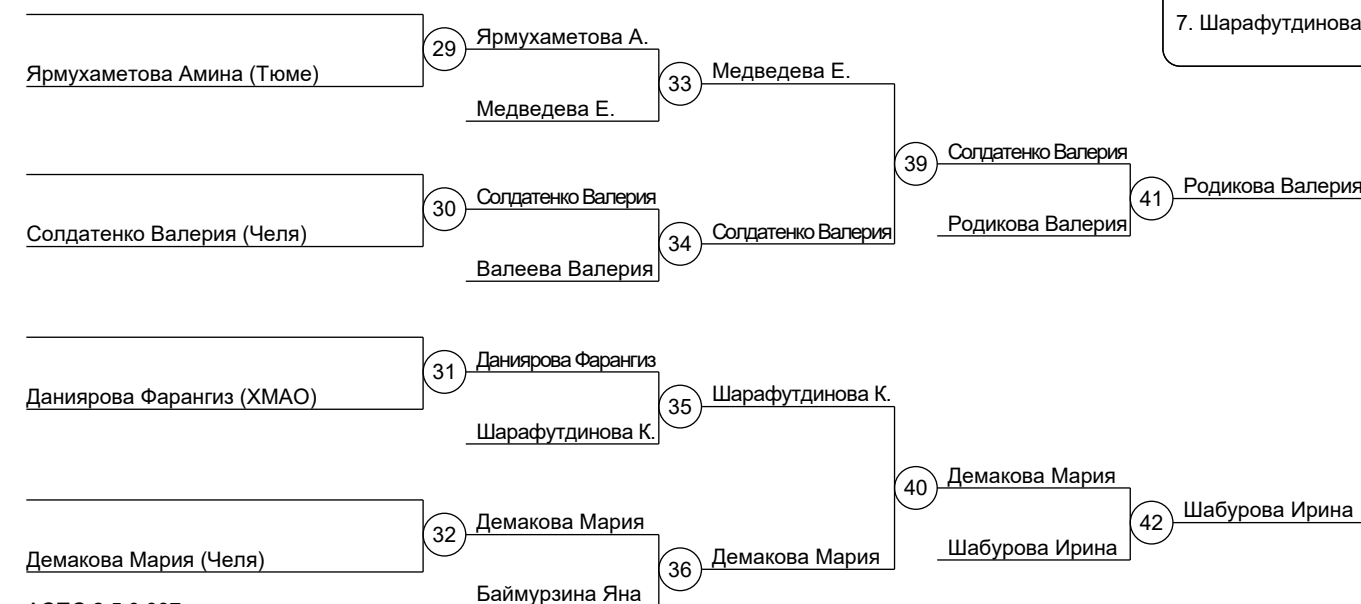 7. Шарафутдинова
29
Ярмухаметова А.
Ярмухаметова Амина (Тюме)
33
Медведева Е.
Медведева Е.
39
Солдатенко Валерия
30
Солдатенко Валерия
41
Родикова Валерия
Солдатенко Валерия (Челя)
34
Солдатенко Валерия
Родикова Валерия
Валеева Валерия
31
Даниярова Фарангиз
Даниярова Фарангиз (ХМАО)
35
Шарафутдинова К.
Шарафутдинова К.
40
Демакова Мария
32
Демакова Мария
42
Шабурова Ирина
Демакова Мария (Челя)
36
Демакова Мария
Шабурова Ирина
Баймурзина Яна